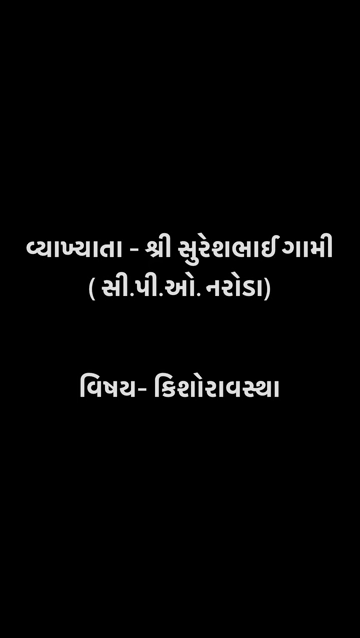 વ્યાખ્યાતા - શ્રી સુરેશભાઈ ગામી
( સી.પી.ઓ. નરોડા)
વિષય- કિશોરાવસ્થા